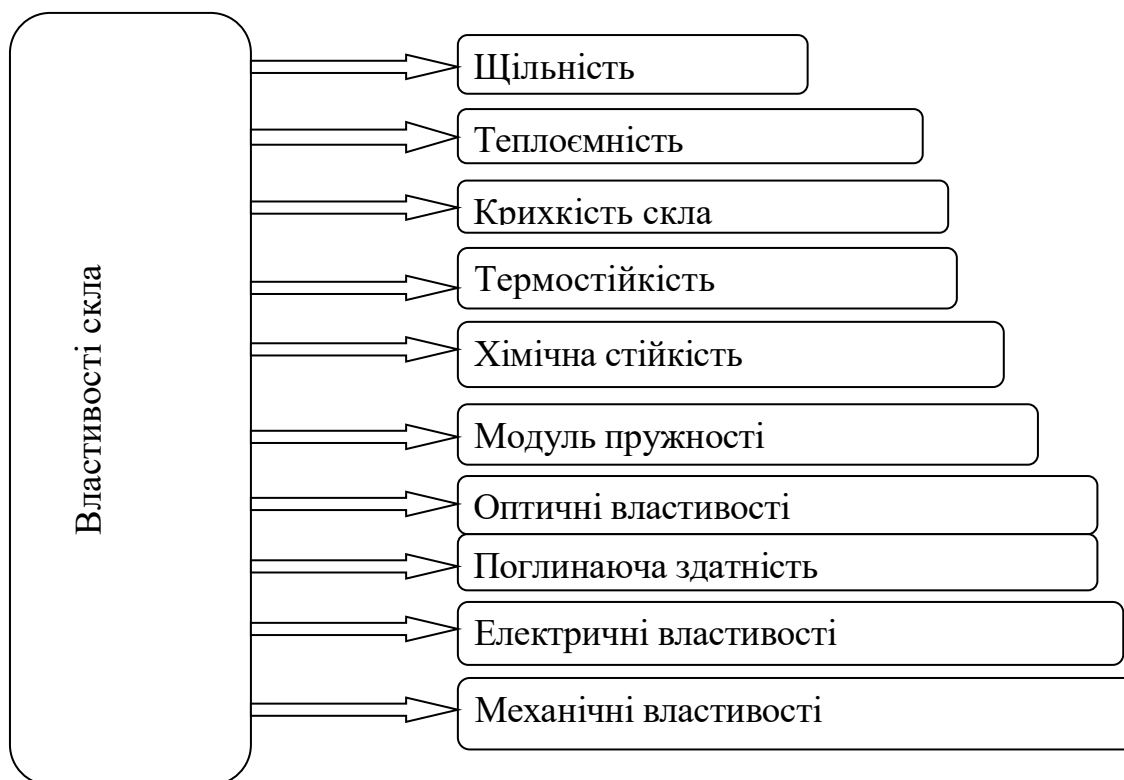 Властивості скла
Щільність
Теплоємність
Крихкість скла
Термостійкість
Хімічна стійкість
Модуль пружності
Оптичні властивості
Поглинаюча здатність
Електричні властивості
Механічні властивості